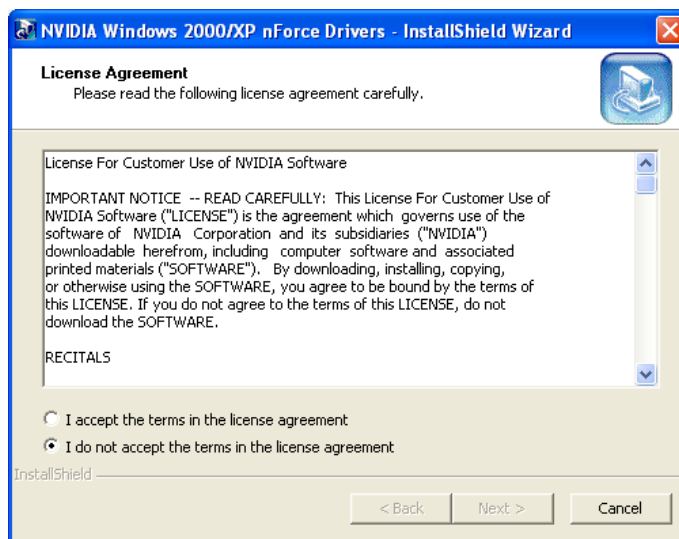 NVIDIA Windows 2000/XP nForce Drivers - InstallShield Wizard
License Agreement
Please read the following license agreement carefully.
License For Customer Use of NVIDIA Software
IMPORTANT NOTICE -- READ CAREFULLY: This License For Customer Use of
NVIDIA Software ("LICENSE") is the agreement which governs use of the
software of NVIDIA Corporation and its subsidiaries ("NVIDIA")
downloadable herefrom, including computer software and associated
printed materials ("SOFTWARE"). By downloading, installing, copying,
or otherwise using the SOFTWARE, you agree to be bound by the terms of
this LICENSE. If you do not agree to the terms of this LICENSE, do not
download the SOFTWARE.
RECITALS
I accept the terms in the license agreement
I do not accept the terms in the license agreement
InstallShield
< Back Next > Cancel